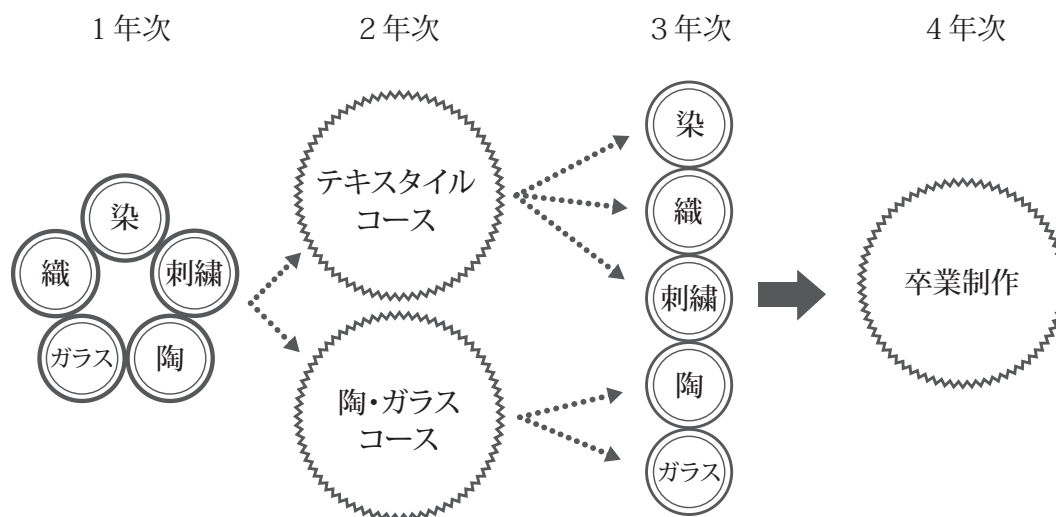 1年次
2年次
3年次
4年次
染
織
刺繍
ガラス
陶
テキスタイル
コース
陶・ガラス
コース
染
織
刺繍
陶
ガラス
卒業制作